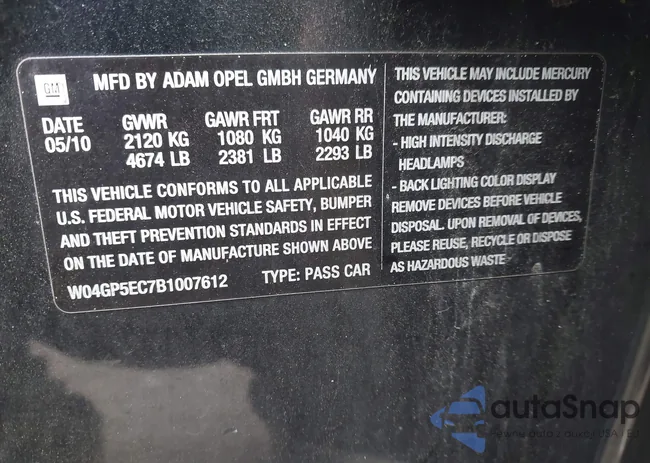 GM
MFD BY ADAM OPEL GMBH GERMANY
DATE GVWR GAWR FRT GAWR RR
05/10 2120 KG 1080 KG 1040 KG
4674 LB 2381 LB 2293 LB
THIS VEHICLE CONFORMS TO ALL APPLICABLE
U.S. FEDERAL MOTOR VEHICLE SAFETY, BUMPER
AND THEFT PREVENTION STANDARDS IN EFFECT
ON THE DATE OF MANUFACTURE SHOWN ABOVE
W04GP5EC7B1007612 TYPE: PASS CAR
THIS VEHICLE MAY INCLUDE MERCURY
CONTAINING DEVICES INSTALLED BY
THE MANUFACTURER:
- HIGH INTENSITY DISCHARGE
HEADLAMPS
- BACK LIGHTING COLOR DISPLAY
REMOVE DEVICES BEFORE VEHICLE
DISPOSAL. UPON REMOVAL OF DEVICES,
PLEASE REUSE, RECYCLE OR DISPOSE
AS HAZARDOUS WASTE
autaSnap